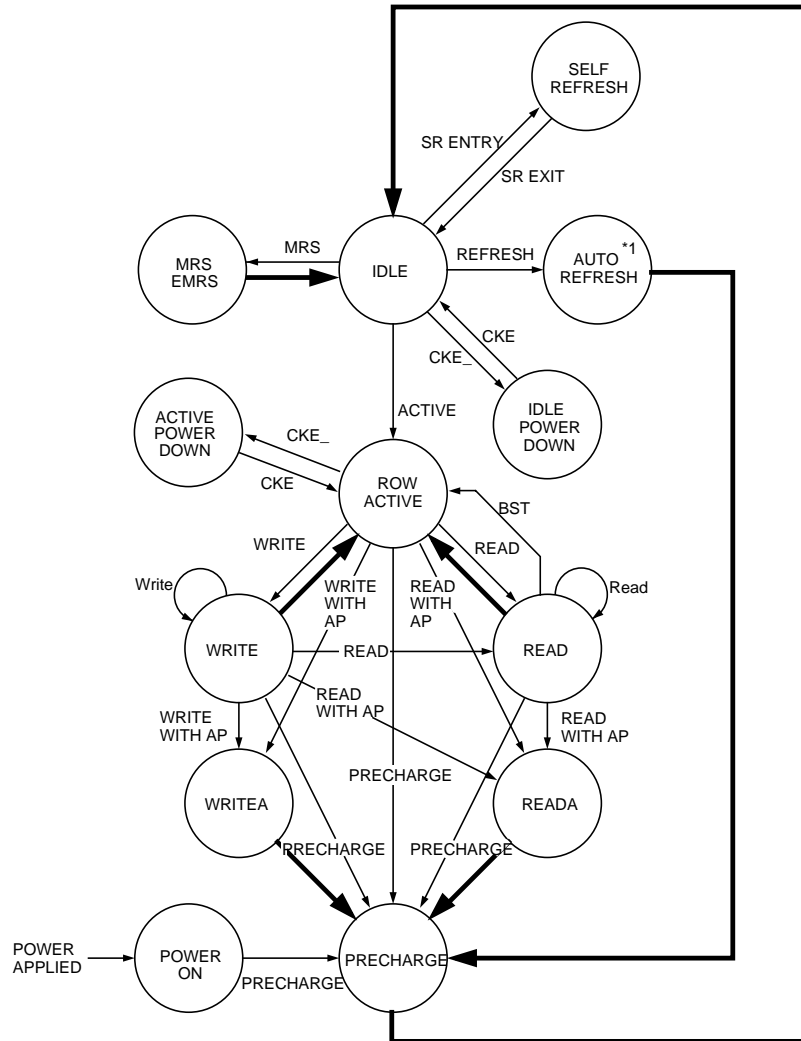 SELF
REFRESH
SR ENTRY
SR EXIT
MRS
MRS
EMRS
IDLE
REFRESH
AUTO *1
REFRESH
CKE
CKE_
ACTIVE
IDLE
POWER
DOWN
ACTIVE
POWER
DOWN
CKE_
CKE
ROW
ACTIVE
BST
WRITE
READ
Write
WRITE
WITH
AP
READ
WITH
AP
Read
WRITE
READ
READ
READ
WITH AP
WRITE
WITH AP
READ
WITH AP
PRECHARGE
WRITEA
READA
PRECHARGE
PRECHARGE
POWER
APPLIED
POWER
ON
PRECHARGE
PRECHARGE